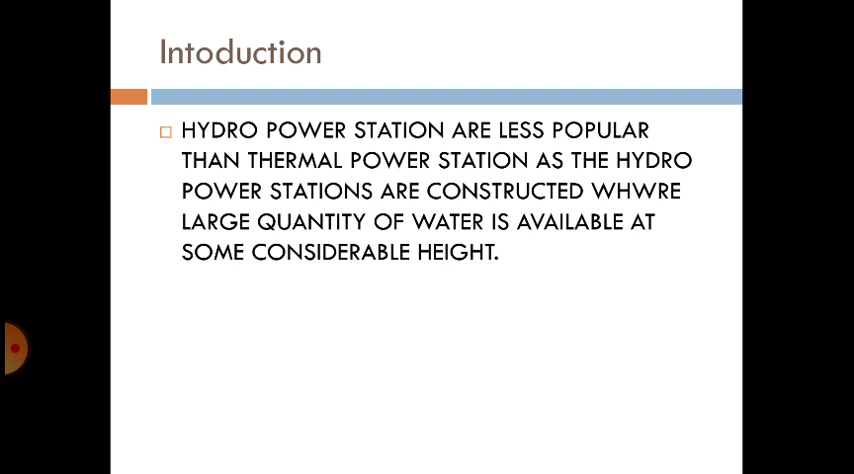 Intoduction
HYDRO POWER STATION ARE LESS POPULAR
THAN THERMAL POWER STATION AS THE HYDRO
POWER STATIONS ARE CONSTRUCTED WHWRE
LARGE QUANTITY OF WATER IS AVAILABLE AT
SOME CONSIDERABLE HEIGHT.